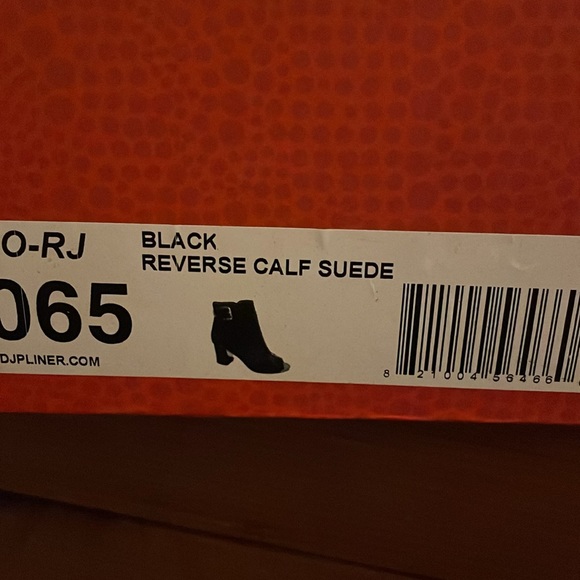 O-RJ
BLACK
REVERSE CALF SUEDE
065
DJPLINER.COM
8 21004 56466